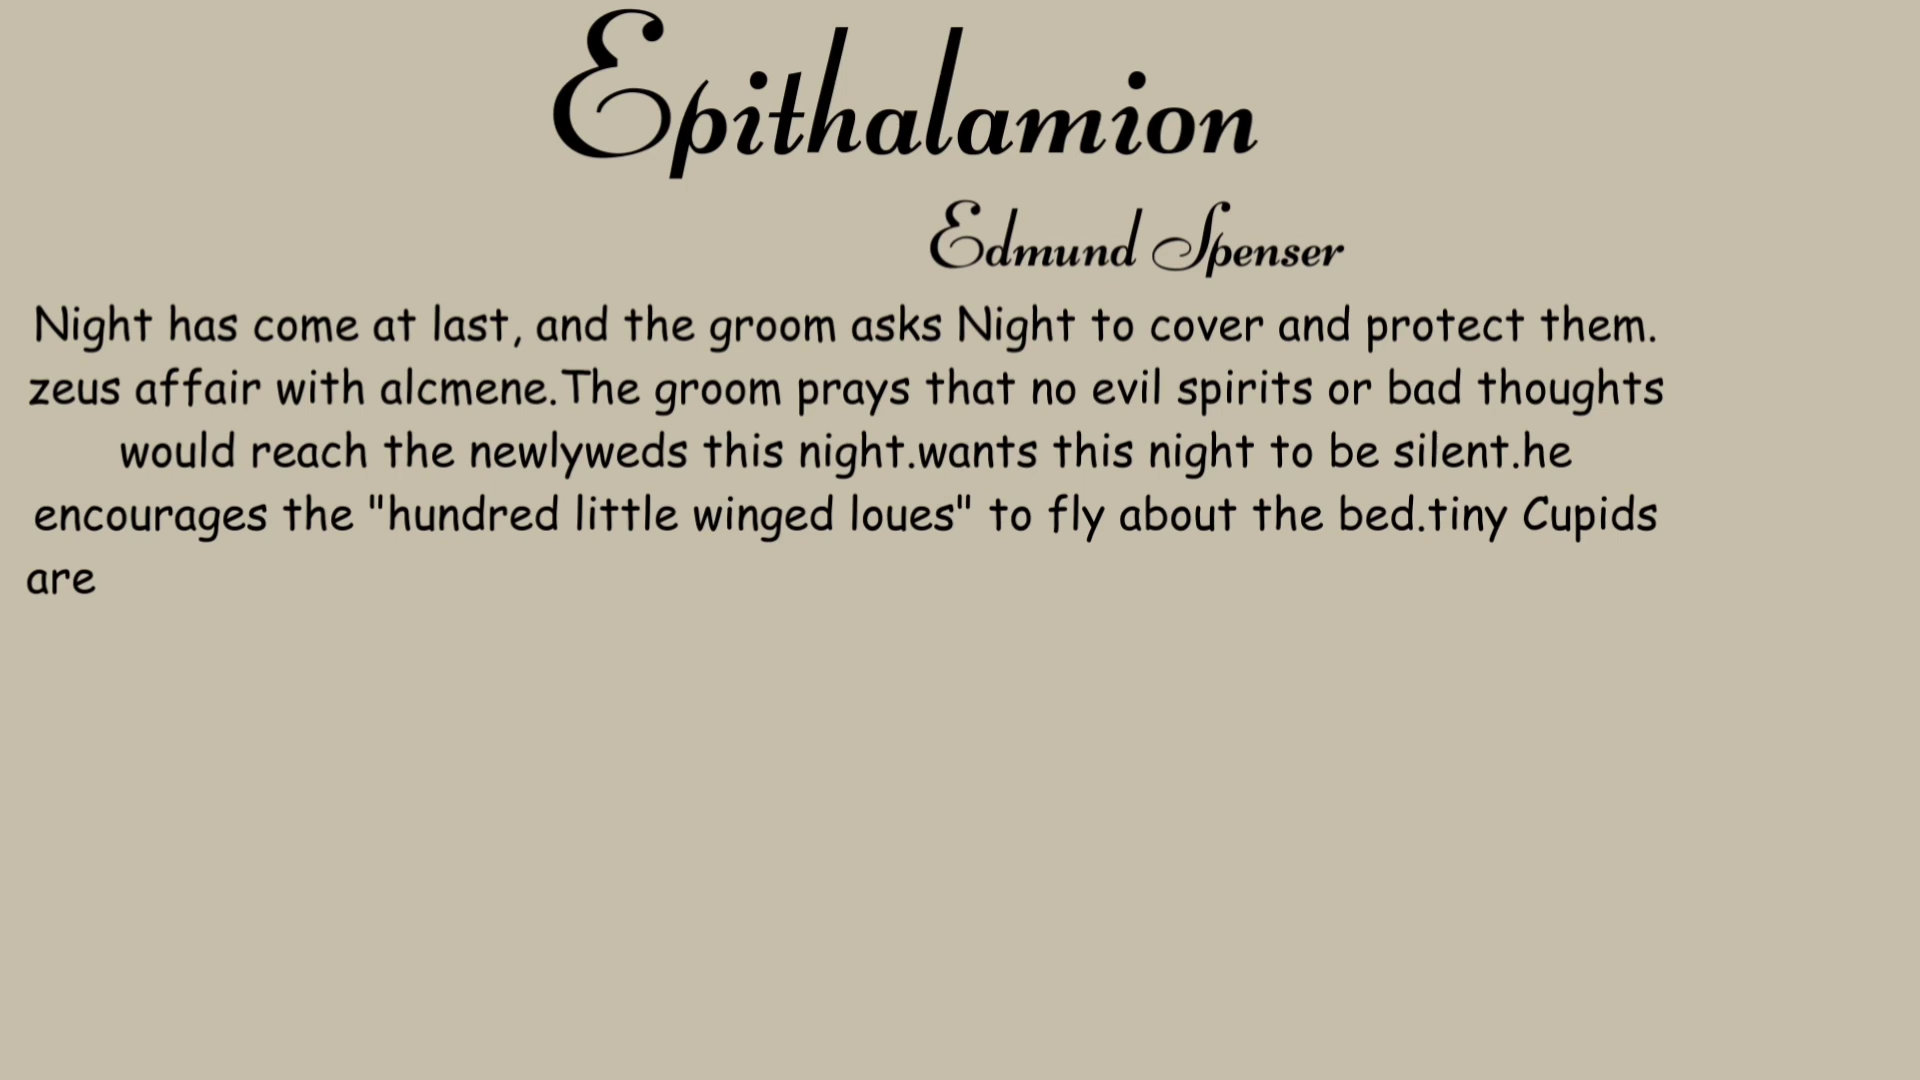 Epithalamion
Edmund Spenser
Night has come at last, and the groom asks Night to cover and protect them.
zeus affair with alcmene.The groom prays that no evil spirits or bad thoughts
would reach the newlyweds this night.wants this night to be silent.he
encourages the "hundred little winged loues" to fly about the bed.tiny Cupids
are